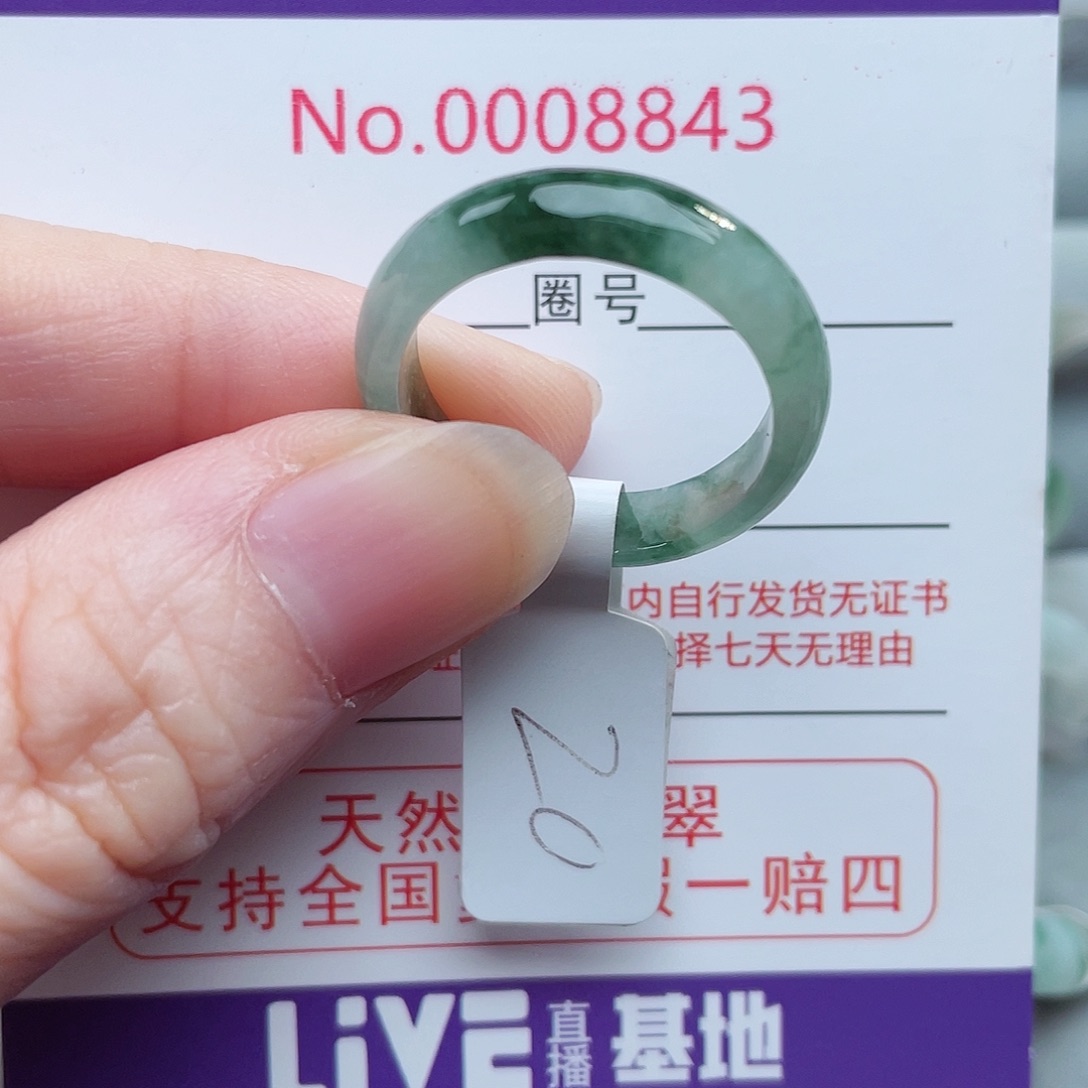 No.0008843
圈号
内自行发货无证书
择七天无理由
20
天然 翠
支持全国 一赔四
LiVE 直播 基地